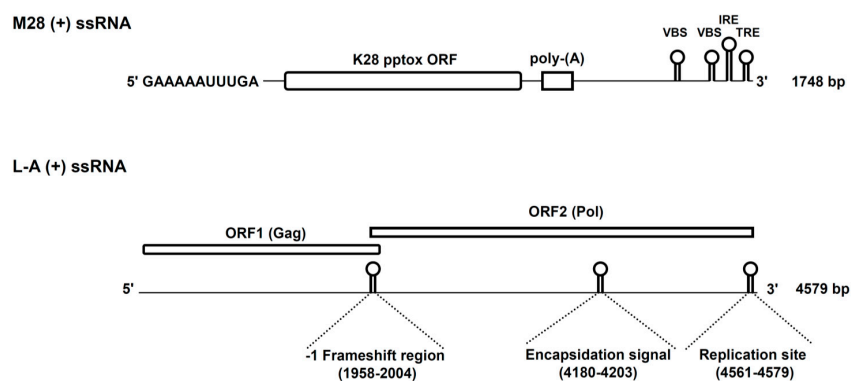 M28 (+) ssRNA
IRE
VBS VBS TRE
K28 pptox ORF poly-(A)
5' GAAAAAUUUGA 3' 1748 bp
L-A (+) ssRNA
ORF2 (Pol)
ORF1 (Gag)
5' 3' 4579 bp
-1 Frameshift region Encapsidation signal Replication site
(1958-2004) (4180-4203) (4561-4579)